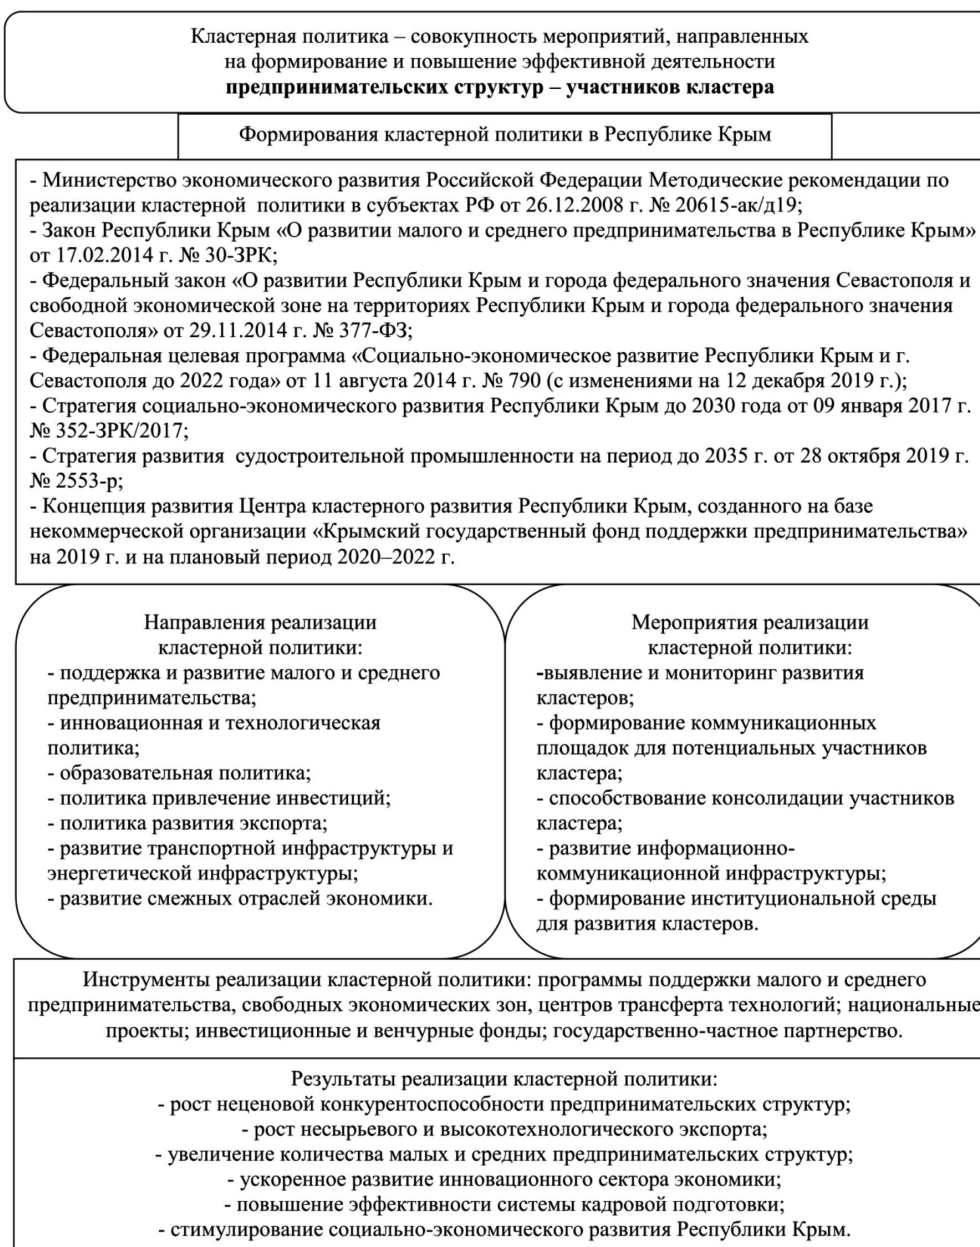 Кластерная политика – совокупность мероприятий, направленных
на формирование и повышение эффективной деятельности
предпринимательских структур – участников кластера
Формирования кластерной политики в Республике Крым
- Министерство экономического развития Российской Федерации Методические рекомендации по
реализации кластерной политики в субъектах РФ от 26.12.2008 г. № 20615-ак/д19;
- Закон Республики Крым «О развитии малого и среднего предпринимательства в Республике Крым»
от 17.02.2014 г. № 30-ЗРК;
- Федеральный закон «О развитии Республики Крым и города федерального значения Севастополя и
свободной экономической зоне на территориях Республики Крым и города федерального значения
Севастополя» от 29.11.2014 г. № 377-ФЗ;
- Федеральная целевая программа «Социально-экономическое развитие Республики Крым и г.
Севастополя до 2022 года» от 11 августа 2014 г. № 790 (с изменениями на 12 декабря 2019 г.);
- Стратегия социально-экономического развития Республики Крым до 2030 года от 09 января 2017 г.
№ 352-ЗРК/2017;
- Стратегия развития судостроительной промышленности на период до 2035 г. от 28 октября 2019 г.
№ 2553-р;
- Концепция развития Центра кластерного развития Республики Крым, созданного на базе
некоммерческой организации «Крымский государственный фонд поддержки предпринимательства»
на 2019 г. и на плановый период 2020–2022 г.
Направления реализации
кластерной политики:
- поддержка и развитие малого и среднего
предпринимательства;
- инновационная и технологическая
политика;
- образовательная политика;
- политика привлечение инвестиций;
- политика развития экспорта;
- развитие транспортной инфраструктуры и
энергетической инфраструктуры;
- развитие смежных отраслей экономики.
Мероприятия реализации
кластерной политики:
-выявление и мониторинг развития
кластеров;
- формирование коммуникационных
площадок для потенциальных участников
кластера;
- способствование консолидации участников
кластера;
- развитие информационно-
коммуникационной инфраструктуры;
- формирование институциональной среды
для развития кластеров.
Инструменты реализации кластерной политики: программы поддержки малого и среднего
предпринимательства, свободных экономических зон, центров трансферта технологий; национальные
проекты; инвестиционные и венчурные фонды; государственно-частное партнерство.
Результаты реализации кластерной политики:
- рост неценовой конкурентоспособности предпринимательских структур;
- рост несырьевого и высокотехнологического экспорта;
- увеличение количества малых и средних предпринимательских структур;
- ускоренное развитие инновационного сектора экономики;
- повышение эффективности системы кадровой подготовки;
- стимулирование социально-экономического развития Республики Крым.